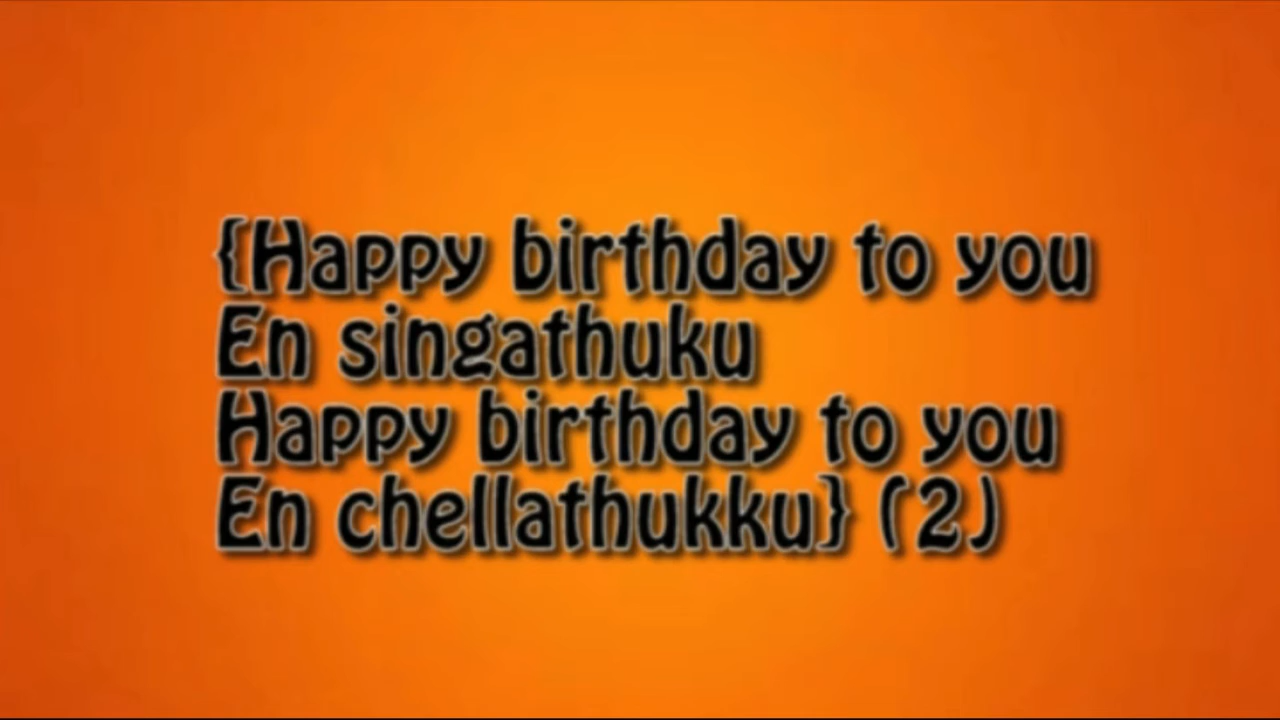 {Happy birthday to you
En singathuku
Happy birthday to you
En chellathukku} (2)